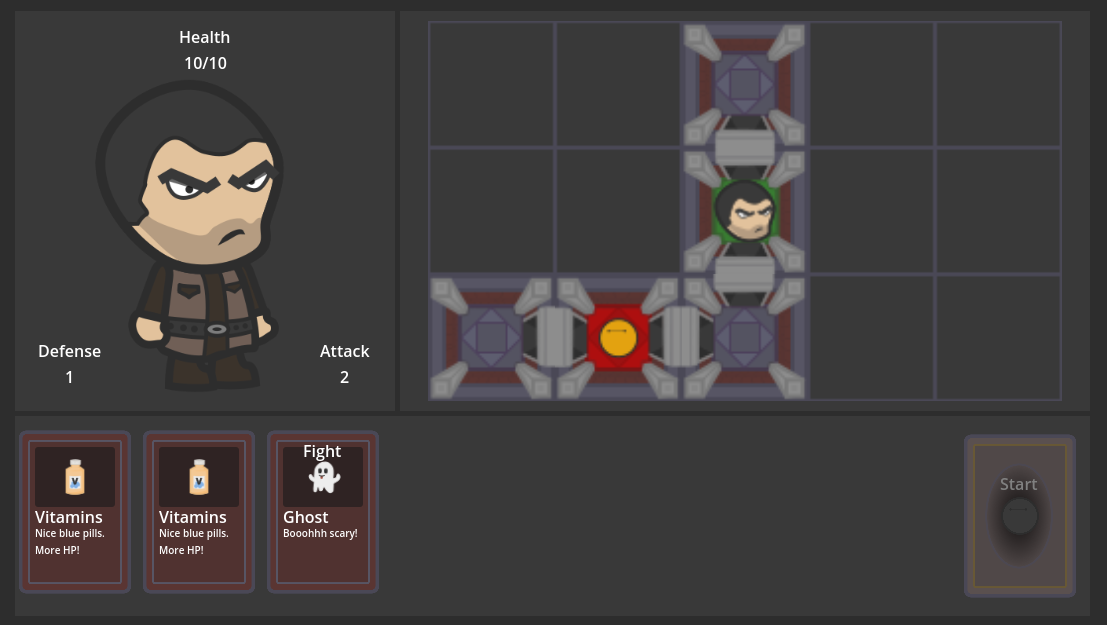 Health
10/10
Defense
1
Attack
2
Vitamins
Nice blue pills.
More HP!
Vitamins
Nice blue pills.
More HP!
Fight
Ghost
Booohhh scary!
Start